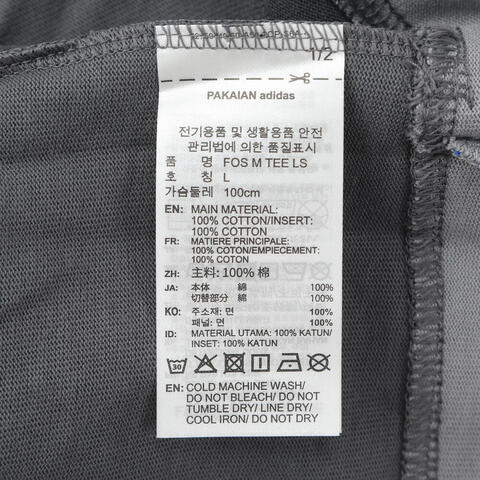 1/2
PAKAIAN adidas
전기용품 및 생활용품 안전
관리법에 의한 품질표시
품 명 FOS M TEE LS
호 칭 L
가슴둘레 100cm
EN: MAIN MATERIAL:
100% COTTON/INSERT:
100% COTTON
FR: MATIERE PRINCIPALE:
100% COTON/EMPIECEMENT:
100% COTON
ZH: 主料: 100% 棉
JA: 本体 綿 100%
切替部分 綿 100%
KO: 주소재: 면 100%
패널: 면 100%
ID: MATERIAL UTAMA: 100% KATUN/
INSET: 100% KATUN
30
EN: COLD MACHINE WASH/
DO NOT BLEACH/ DO NOT
TUMBLE DRY/ LINE DRY/
COOL IRON/ DO NOT DRY